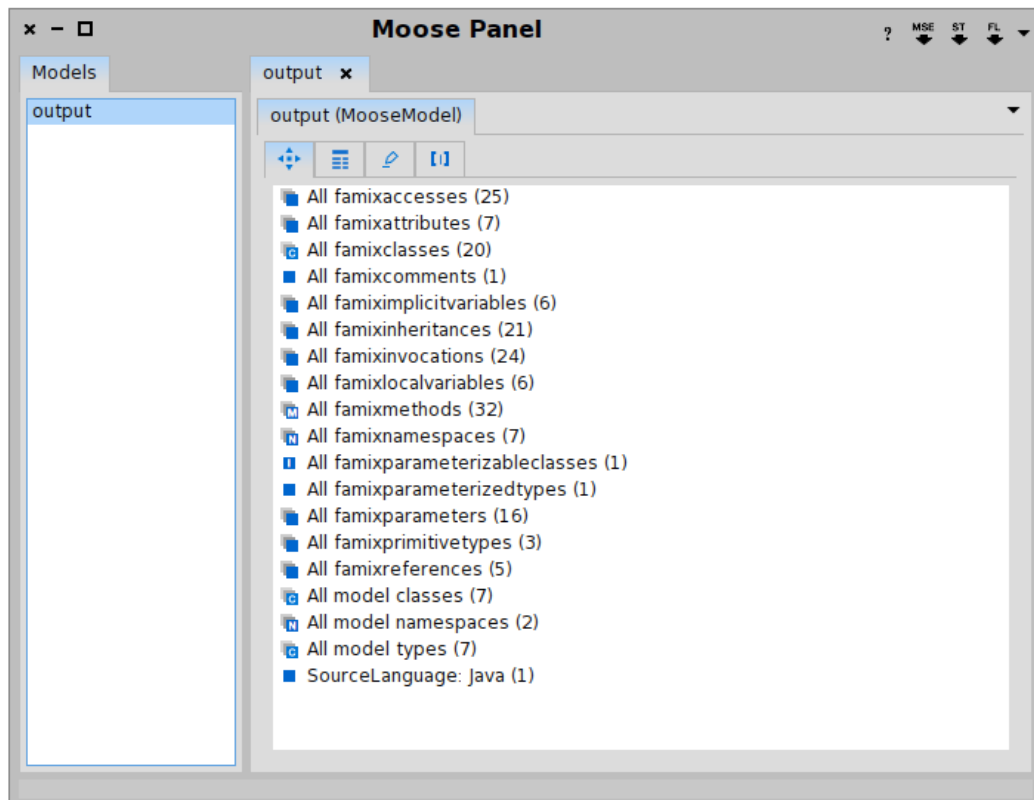 Moose Panel
? MSE ST FL
Models
output
output
output (MooseModel)
All famixaccesses (25)
All famixattributes (7)
All famixclasses (20)
All famixcomments (1)
All famiximplicitvariables (6)
All famixinheritances (21)
All famixinvocations (24)
All famixlocalvariables (6)
All famixmethods (32)
All famixnamespaces (7)
All famixparameterizableclasses (1)
All famixparameterizedtypes (1)
All famixparameters (16)
All famixprimitivetypes (3)
All famixreferences (5)
All model classes (7)
All model namespaces (2)
All model types (7)
SourceLanguage: Java (1)